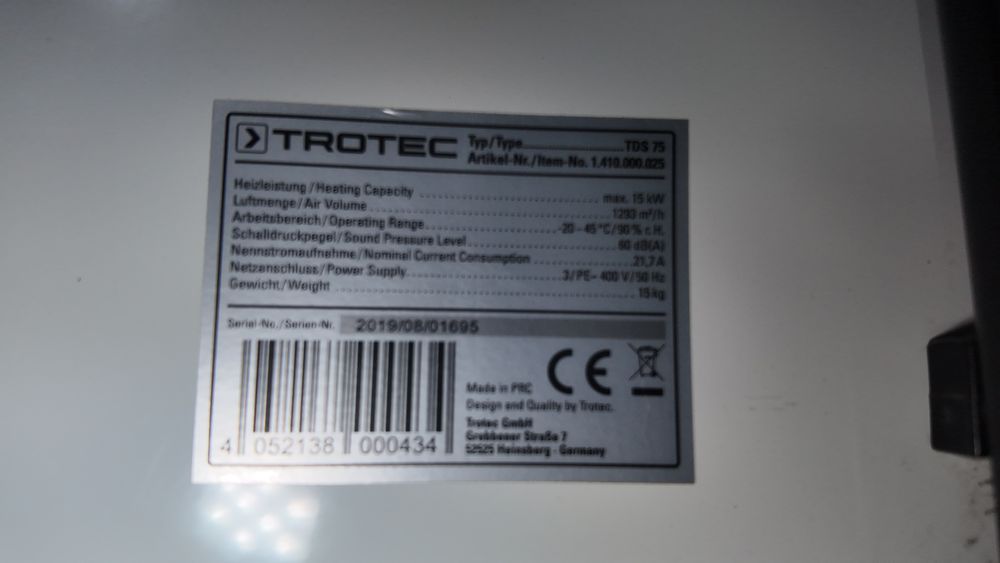 TROTEC
Typ/Type........................TDS 75
Artikel-Nr./Item-No. 1.410.000.025
Heizleistung/Heating Capacity ........................ max. 15 kW
Luftmenge/Air Volume ........................ 1293 m³/h
Arbeitsbereich/Operating Range........................-20 - 45 °C/90 % r. H.
Schalldruckpegel/Sound Pressure Level........................ 60 dB(A)
Nennstromaufnahme/Nominal Current Consumption ........................21,7 A
Netzanschluss/Power Supply........................3/PE~ 400 V/50 Hz
Gewicht/Weight ........................ 15 kg
Serial-No./Serien-Nr. 2019/08/01695
CE
Made in PRC
Design and Quality by Trotec.
Trotec GmbH
Grebbener Straße 7
52525 Heinsberg - Germany
4 052138 000434